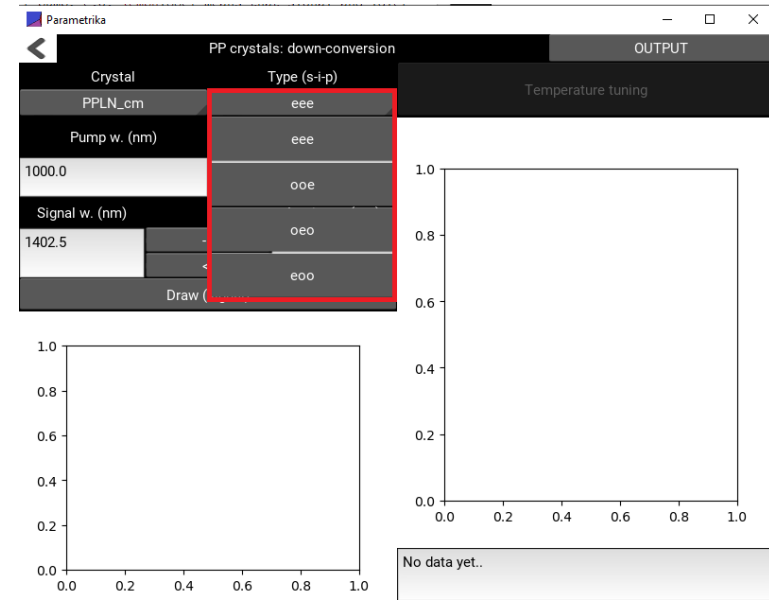 Parametrika
PP crystals: down-conversion
OUTPUT
Crystal
Type (s-i-p)
PPLN_cm
eee
Temperature tuning
Pump w. (nm)
eee
1000.0
ooe
Signal w. (nm)
oeo
1402.5
-
<
eoo
Draw (
1.0
0.8
0.6
0.4
0.2
0.0
0.0 0.2 0.4 0.6 0.8 1.0
1.0
0.8
0.6
0.4
0.2
0.0
0.0 0.2 0.4 0.6 0.8 1.0
No data yet..